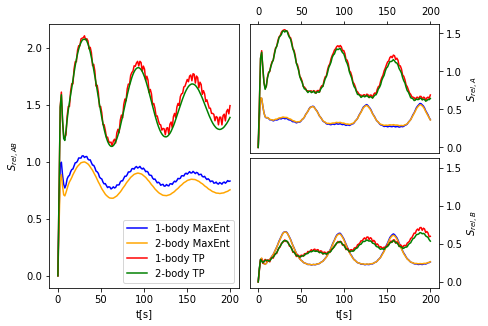 2.0
1.5
1.0
0.5
0.0
S_{rel, AB}
0 50 100 150 200
t[s]
1-body MaxEnt
2-body MaxEnt
1-body TP
2-body TP
0 50 100 150 200
1.5
1.0
0.5
0.0
S_{rel, A}
1.5
1.0
0.5
0.0
S_{rel, B}
0 50 100 150 200
t[s]